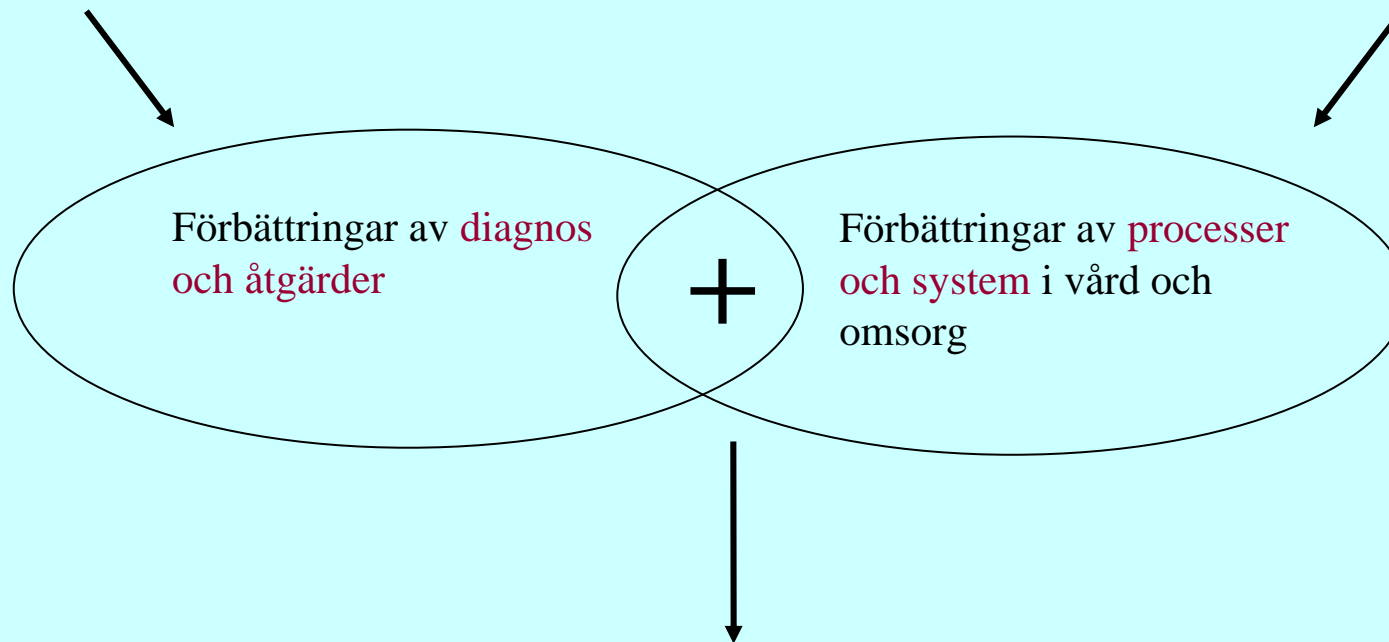 Förbättringar av diagnos
och åtgärder
+
Förbättringar av processer
och system i vård och
omsorg